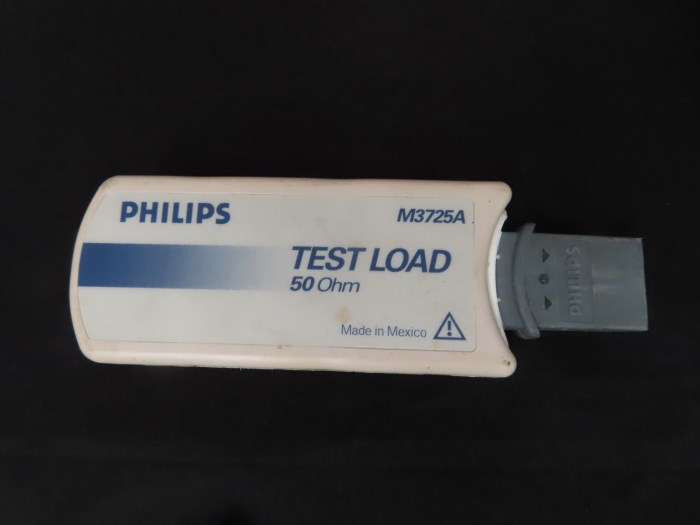 PHILIPS
M3725A
TEST LOAD
50 Ohm
Made in Mexico
PHILIPS